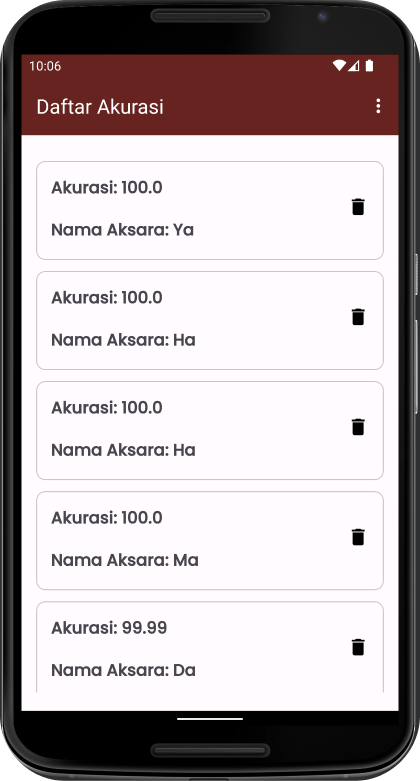 10:06
Daftar Akurasi
Akurasi: 100.0
Nama Aksara: Ya
Akurasi: 100.0
Nama Aksara: Ha
Akurasi: 100.0
Nama Aksara: Ha
Akurasi: 100.0
Nama Aksara: Ma
Akurasi: 99.99
Nama Aksara: Da